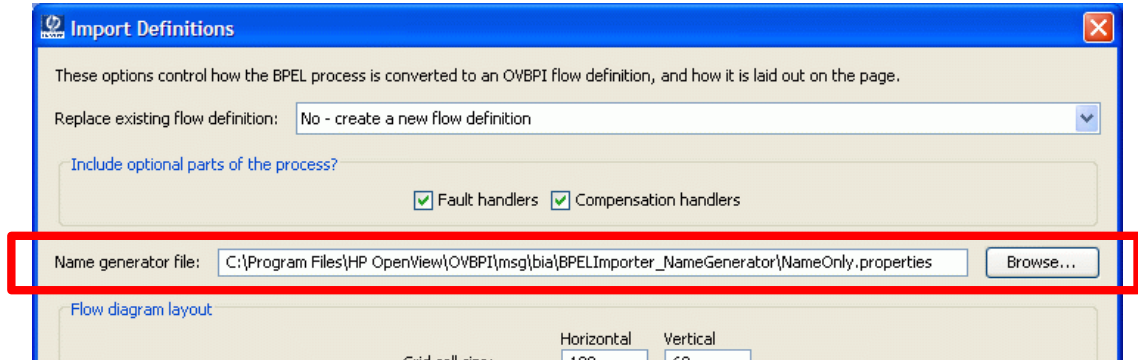 Import Definitions
These options control how the BPEL process is converted to an OVBPI flow definition, and how it is laid out on the page.
Replace existing flow definition: No - create a new flow definition
Include optional parts of the process?
Fault handlers Compensation handlers
Name generator file: C:\Program Files\HP OpenView\OVBPI\msg\bia\BPELImporter_NameGenerator\NameOnly.properties Browse...
Flow diagram layout
Horizontal Vertical
Grid cell size: